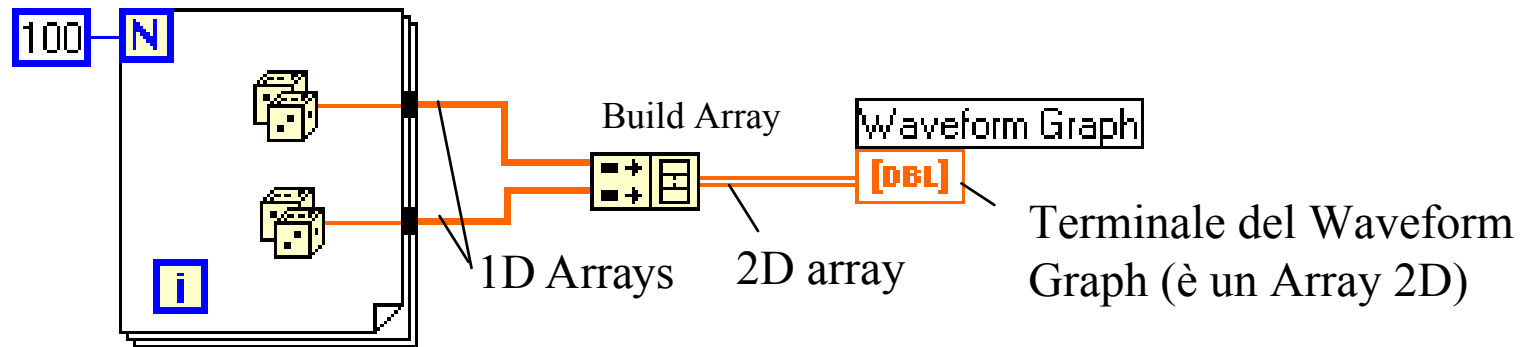 100
N
i
1D Arrays
Build Array
2D array
Waveform Graph
[DBL]
Terminale del Waveform
Graph (è un Array 2D)